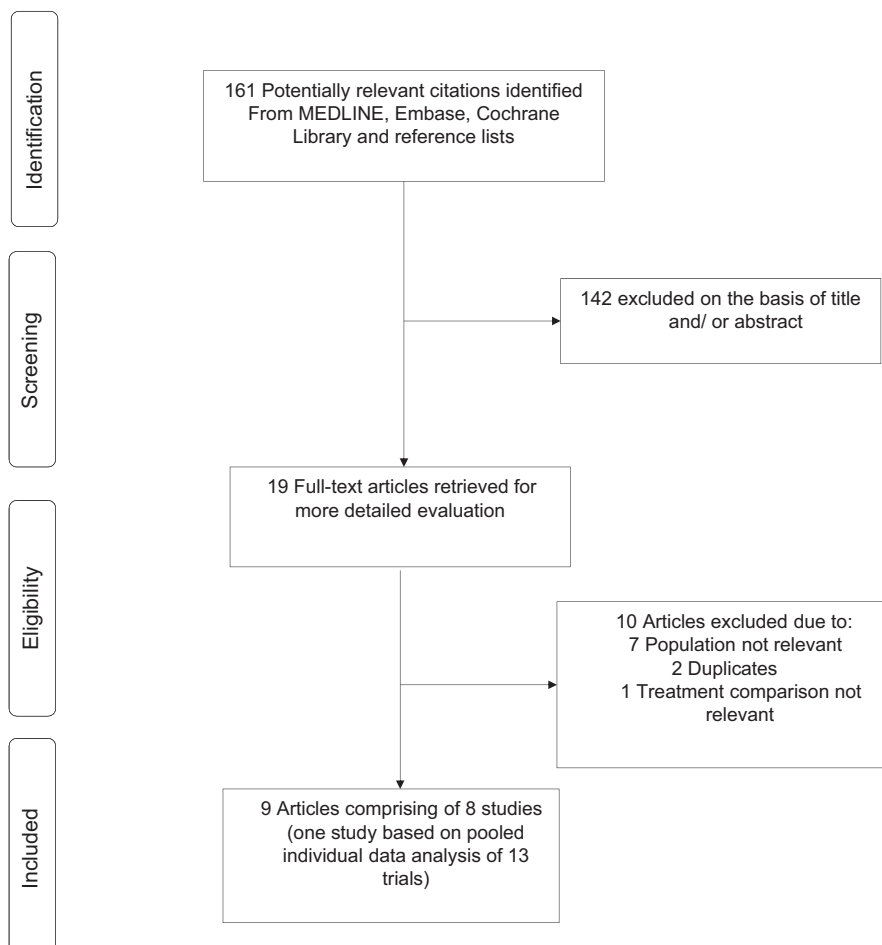 Identification
161 Potentially relevant citations identified
From MEDLINE, Embase, Cochrane
Library and reference lists
Screening
142 excluded on the basis of title
and/ or abstract
19 Full-text articles retrieved for
more detailed evaluation
Eligibility
10 Articles excluded due to:
7 Population not relevant
2 Duplicates
1 Treatment comparison not
relevant
Included
9 Articles comprising of 8 studies
(one study based on pooled
individual data analysis of 13
trials)